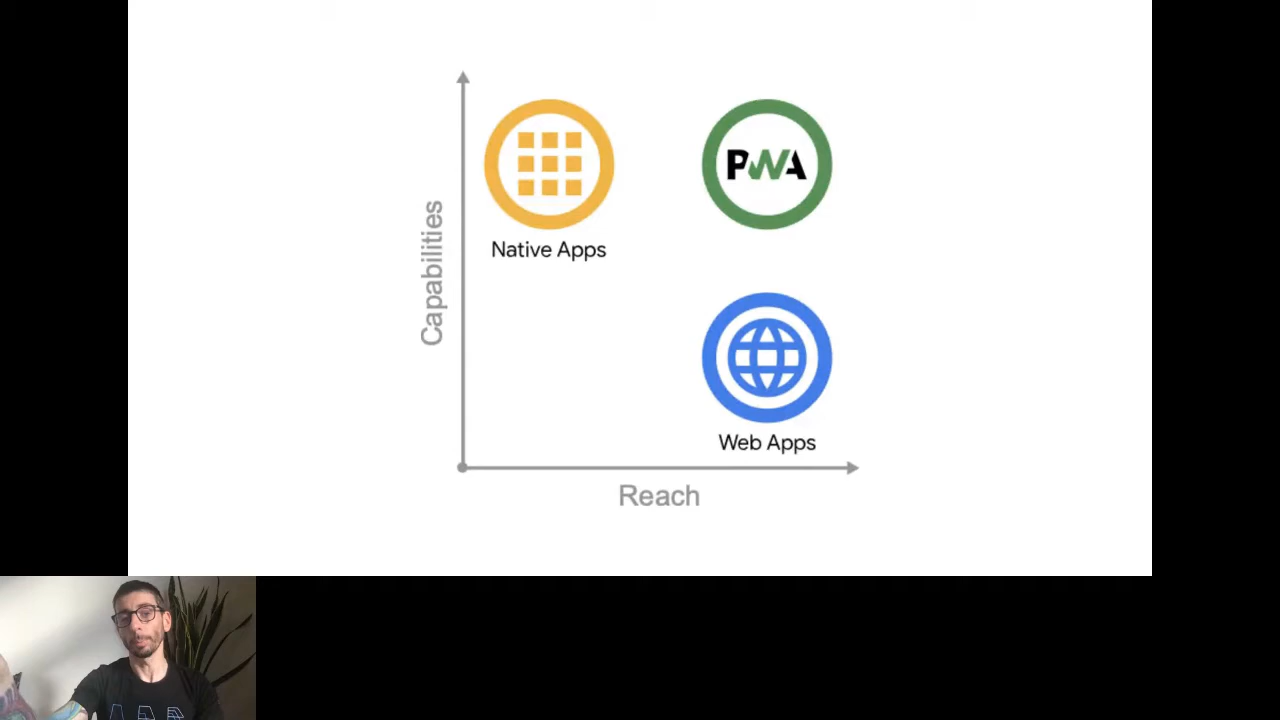 PWA
Native Apps
Capabilities
Web Apps
Reach